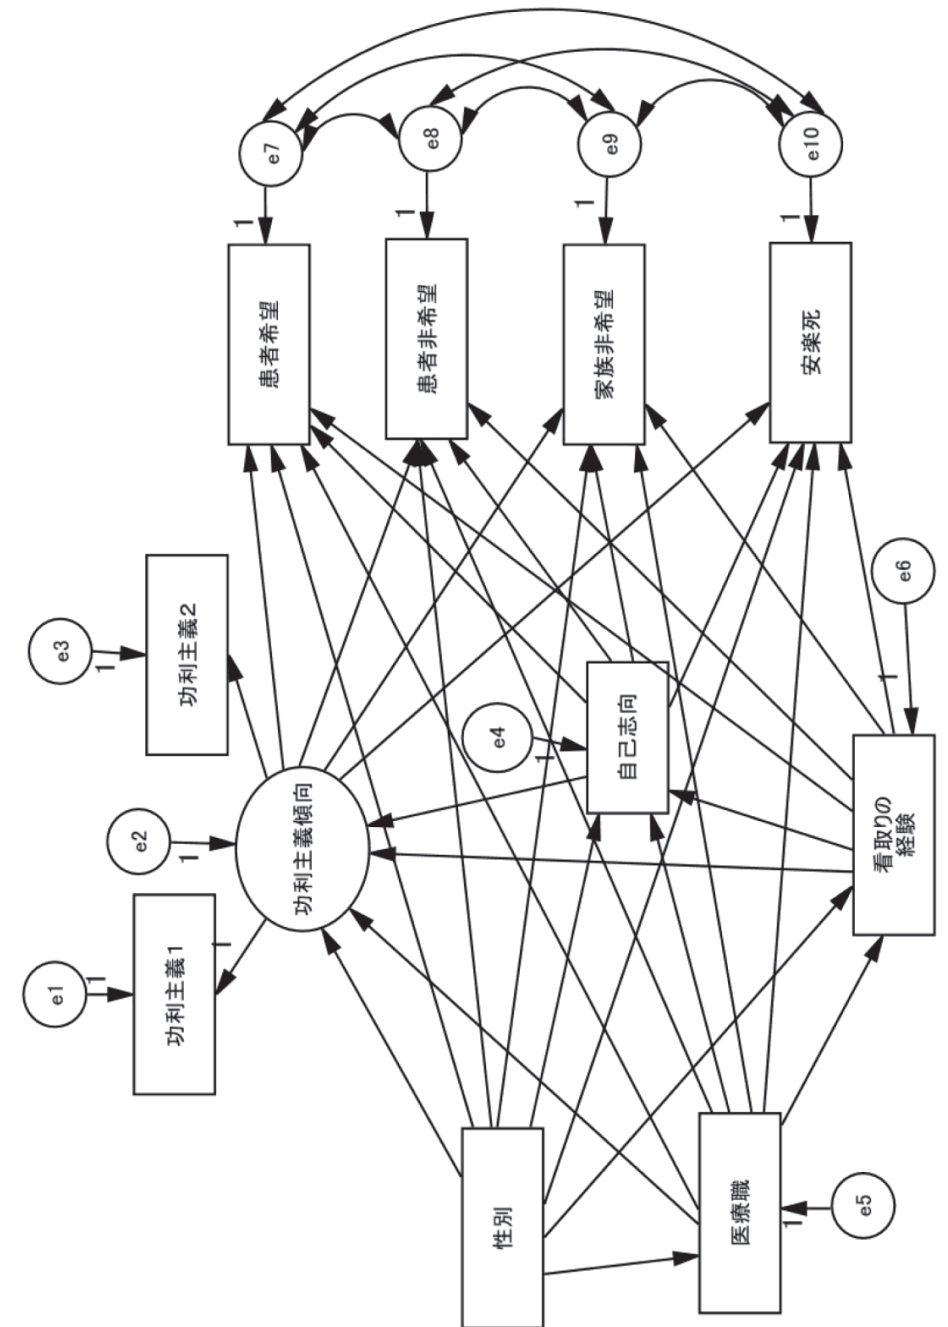 e1
1
功利主義1
1
e2
1
功利主義傾向
e3
1
功利主義2
性別
e4
1
自己志向
医療職
1
e5
看取りの
経験
1
e6
患者希望
1
e7
患者非希望
1
e8
家族非希望
1
e9
安楽死
1
e10